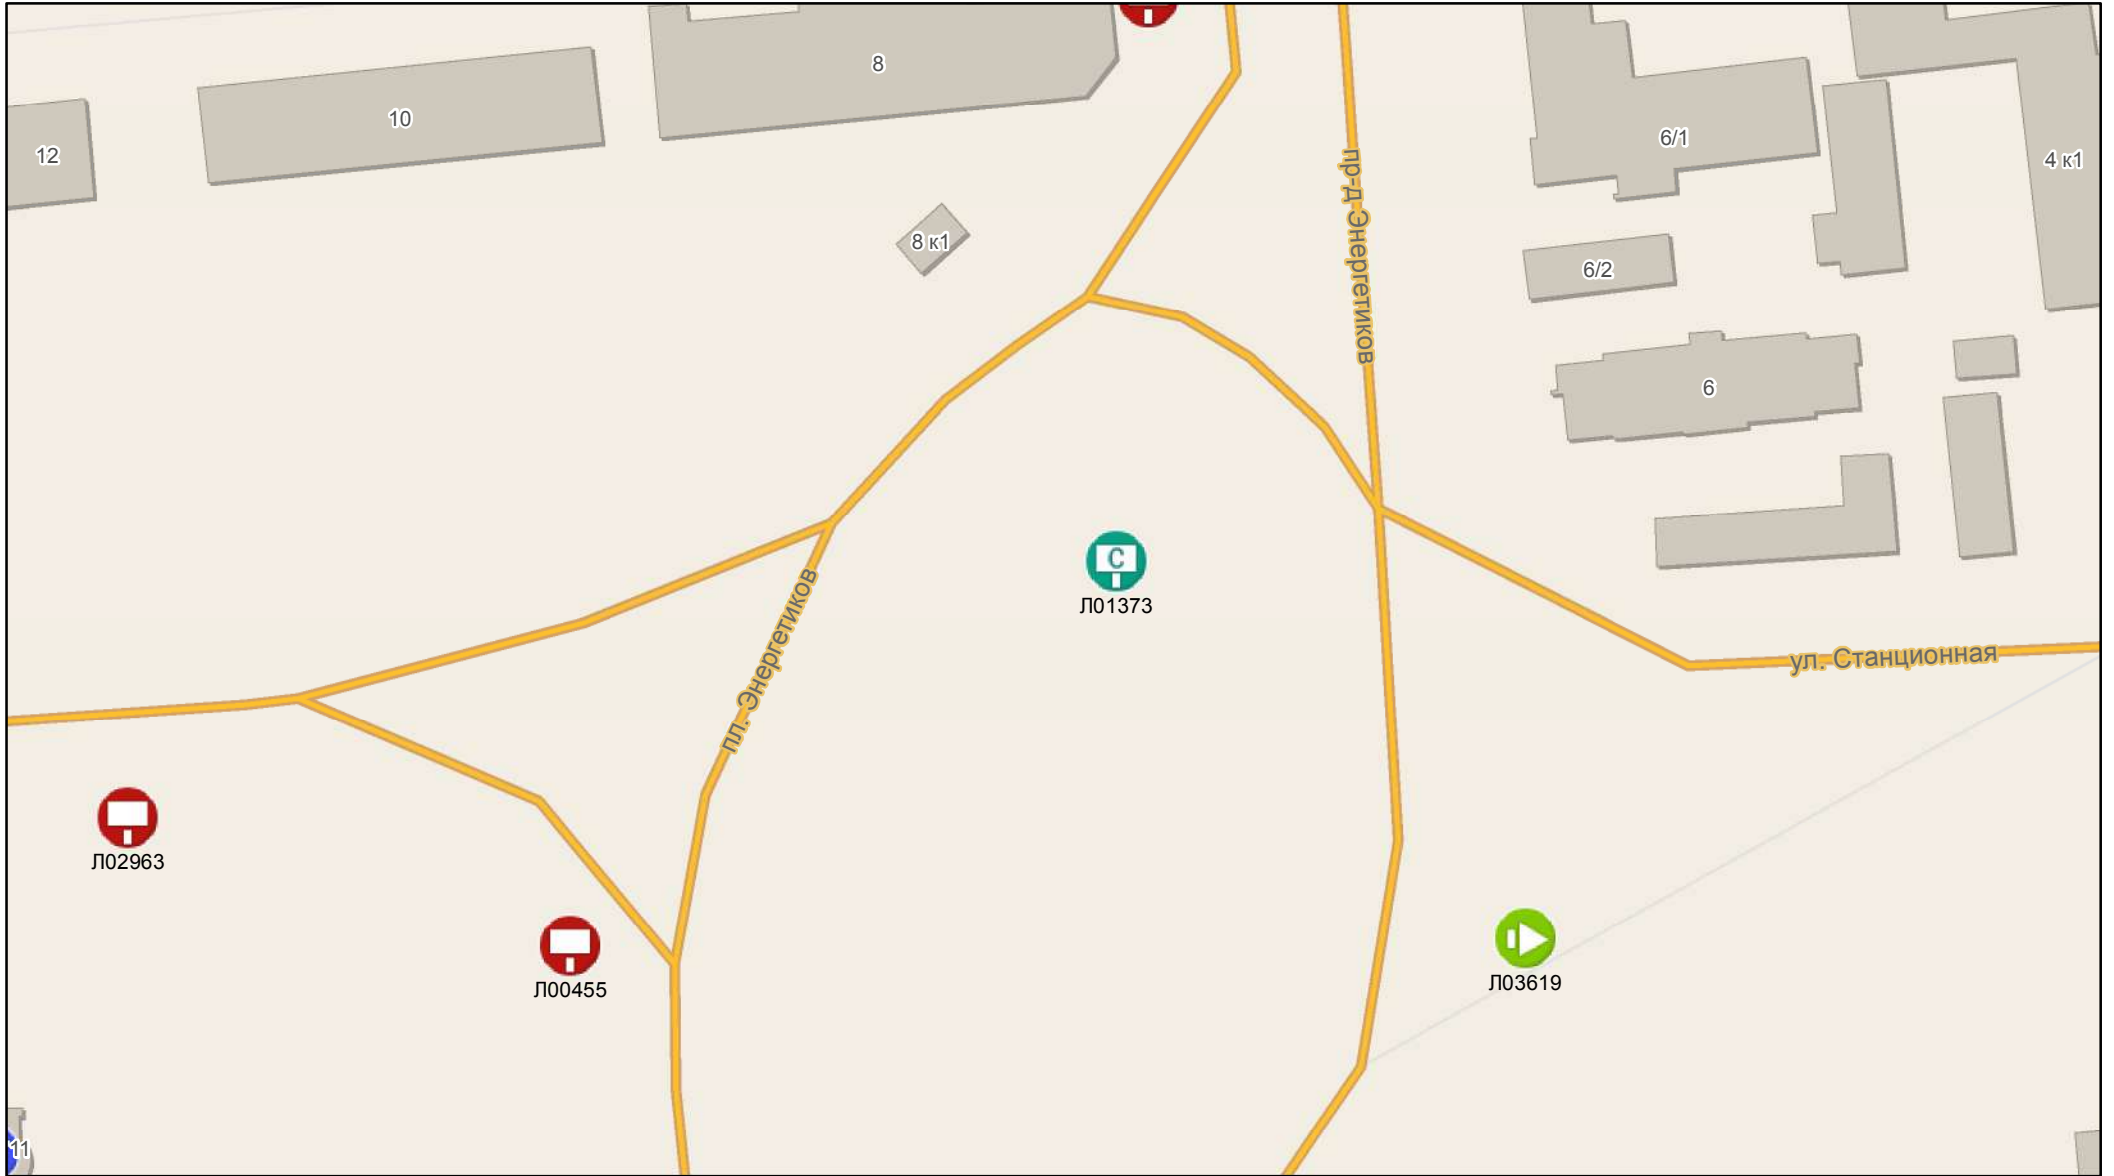 8
10
12
6/1
4 к1
пр-д Энергетиков
8 к1
6/2
6
С
Л01373
пл. Энергетиков
ул. Станционная
Л02963
Л00455
Л03619
11